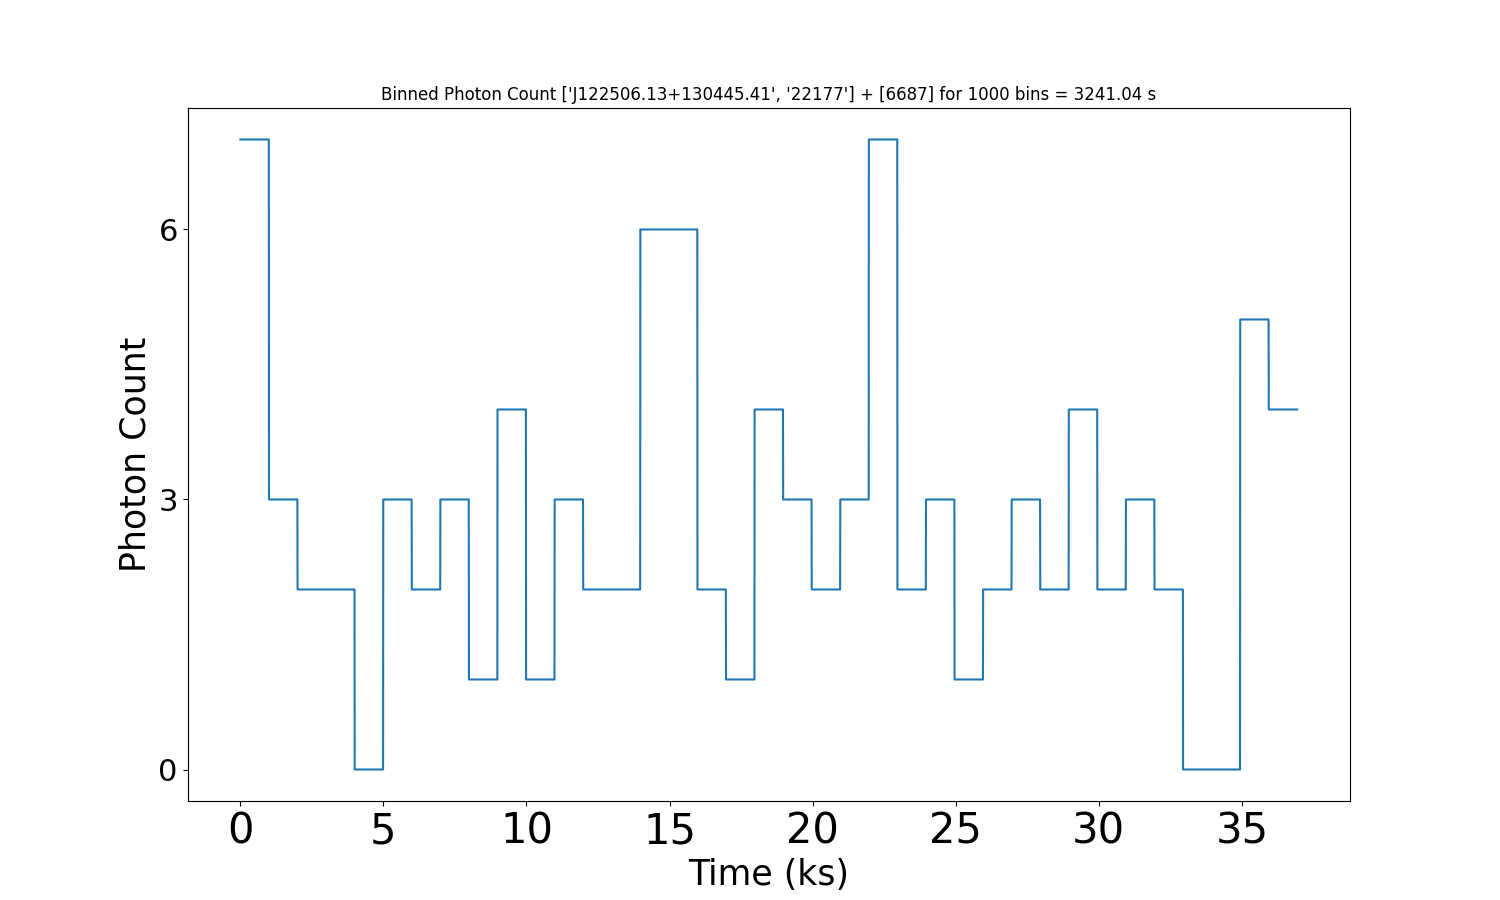 Binned Photon Count ['J122506.13+130445.41', '22177'] + [6687] for 1000 bins = 3241.04 s
6
3
0
Photon Count
0 5 10 15 20 25 30 35
Time (ks)